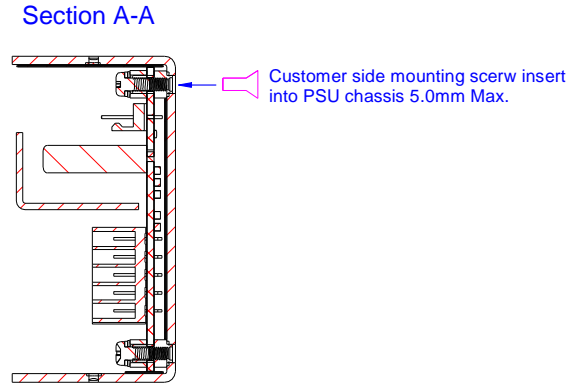 Section A-A
Customer side mounting scerw insert
into PSU chassis 5.0mm Max.